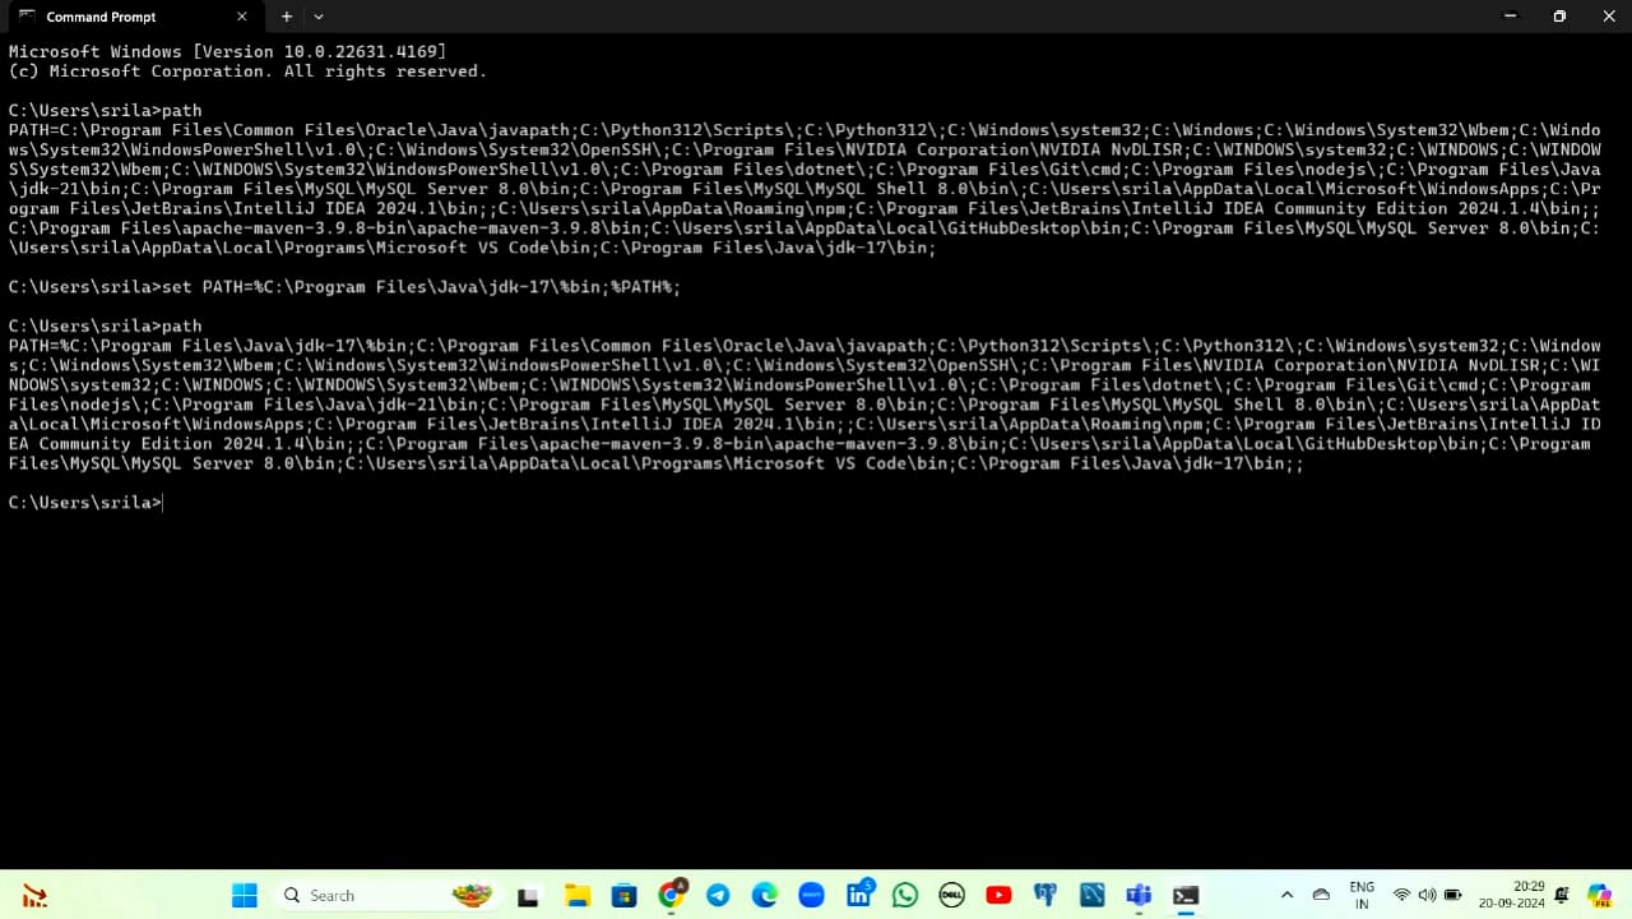 Command Prompt
Microsoft Windows [Version 10.0.22631.4169]
(c) Microsoft Corporation. All rights reserved.
C:\Users\srila>path
PATH=C:\Program Files\Common Files\Oracle\Java\javapath;C:\Python312\Scripts\;C:\Python312\;C:\Windows\system32;C:\Windows;C:\Windows\System32\Wbem;C:\Windo
ws\System32\WindowsPowerShell\v1.0\;C:\Windows\System32\OpenSSH\;C:\Program Files\NVIDIA Corporation\NVIDIA NvDLISR;C:\WINDOWS\system32;C:\WINDOWS;C:\WINDOW
S\System32\Wbem;C:\WINDOWS\System32\WindowsPowerShell\v1.0\;C:\Program Files\dotnet\;C:\Program Files\Git\cmd;C:\Program Files\nodejs\;C:\Program Files\Java
\jdk-21\bin;C:\Program Files\MySQL\MySQL Server 8.0\bin;C:\Program Files\MySQL\MySQL Shell 8.0\bin\;C:\Users\srila\AppData\Local\Microsoft\WindowsApps;C:\Pr
ogram Files\JetBrains\IntelliJ IDEA 2024.1\bin;;C:\Users\srila\AppData\Roaming\npm;C:\Program Files\JetBrains\IntelliJ IDEA Community Edition 2024.1.4\bin;;
C:\Program Files\apache-maven-3.9.8-bin\apache-maven-3.9.8\bin;C:\Users\srila\AppData\Local\GitHubDesktop\bin;C:\Program Files\MySQL\MySQL Server 8.0\bin;C:
\Users\srila\AppData\Local\Programs\Microsoft VS Code\bin;C:\Program Files\Java\jdk-17\bin;
C:\Users\srila>set PATH=%C:\Program Files\Java\jdk-17\%bin;%PATH%;
C:\Users\srila>path
PATH=%C:\Program Files\Java\jdk-17\%bin;C:\Program Files\Common Files\Oracle\Java\javapath;C:\Python312\Scripts\;C:\Python312\;C:\Windows\system32;C:\Window
s;C:\Windows\System32\Wbem;C:\Windows\System32\WindowsPowerShell\v1.0\;C:\Windows\System32\OpenSSH\;C:\Program Files\NVIDIA Corporation\NVIDIA NvDLISR;C:\WI
NDOWS\system32;C:\WINDOWS;C:\WINDOWS\System32\Wbem;C:\WINDOWS\System32\WindowsPowerShell\v1.0\;C:\Program Files\dotnet\;C:\Program Files\Git\cmd;C:\Program
Files\nodejs\;C:\Program Files\Java\jdk-21\bin;C:\Program Files\MySQL\MySQL Server 8.0\bin;C:\Program Files\MySQL\MySQL Shell 8.0\bin\;C:\Users\srila\AppDat
a\Local\Microsoft\WindowsApps;C:\Program Files\JetBrains\IntelliJ IDEA 2024.1\bin;;C:\Users\srila\AppData\Roaming\npm;C:\Program Files\JetBrains\IntelliJ ID
EA Community Edition 2024.1.4\bin;;C:\Program Files\apache-maven-3.9.8-bin\apache-maven-3.9.8\bin;C:\Users\srila\AppData\Local\GitHubDesktop\bin;C:\Program
Files\MySQL\MySQL Server 8.0\bin;C:\Users\srila\AppData\Local\Programs\Microsoft VS Code\bin;C:\Program Files\Java\jdk-17\bin;;
C:\Users\srila>
Search
ENG
IN
20:29
20-09-2024